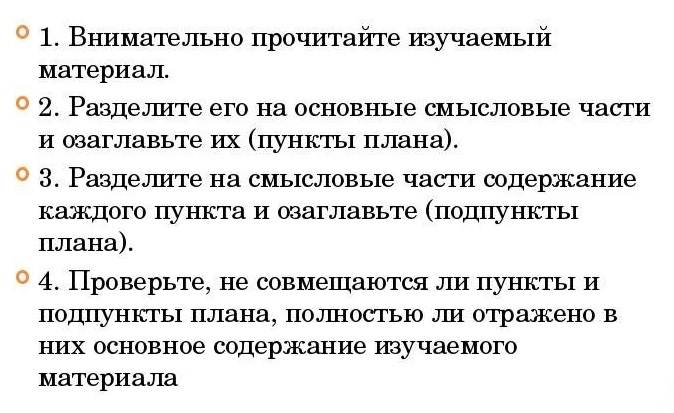 1. Внимательно прочитайте изучаемый
материал.
2. Разделите его на основные смысловые части
и озаглавьте их (пункты плана).
3. Разделите на смысловые части содержание
каждого пункта и озаглавьте (подпункты
плана).
4. Проверьте, не совмещаются ли пункты и
подпункты плана, полностью ли отражено в
них основное содержание изучаемого
материала